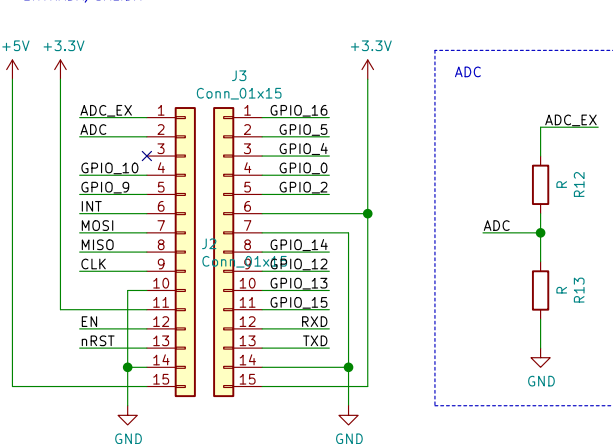 +5V
+3.3V
+3.3V
J3
Conn_01x15
ADC
ADC_EX
1
1
GPIO_16
ADC_EX
ADC
2
2
GPIO_5
3
3
GPIO_4
GPIO_10
4
4
GPIO_0
R
R12
GPIO_9
5
5
GPIO_2
INT
6
6
MOSI
7
7
ADC
MISO
8
J2
8
GPIO_14
CLK
9
Conn_01x15
9
GPIO_12
10
10
GPIO_13
R
R13
11
11
GPIO_15
EN
12
12
RXD
nRST
13
13
TXD
14
14
15
15
GND
GND
GND